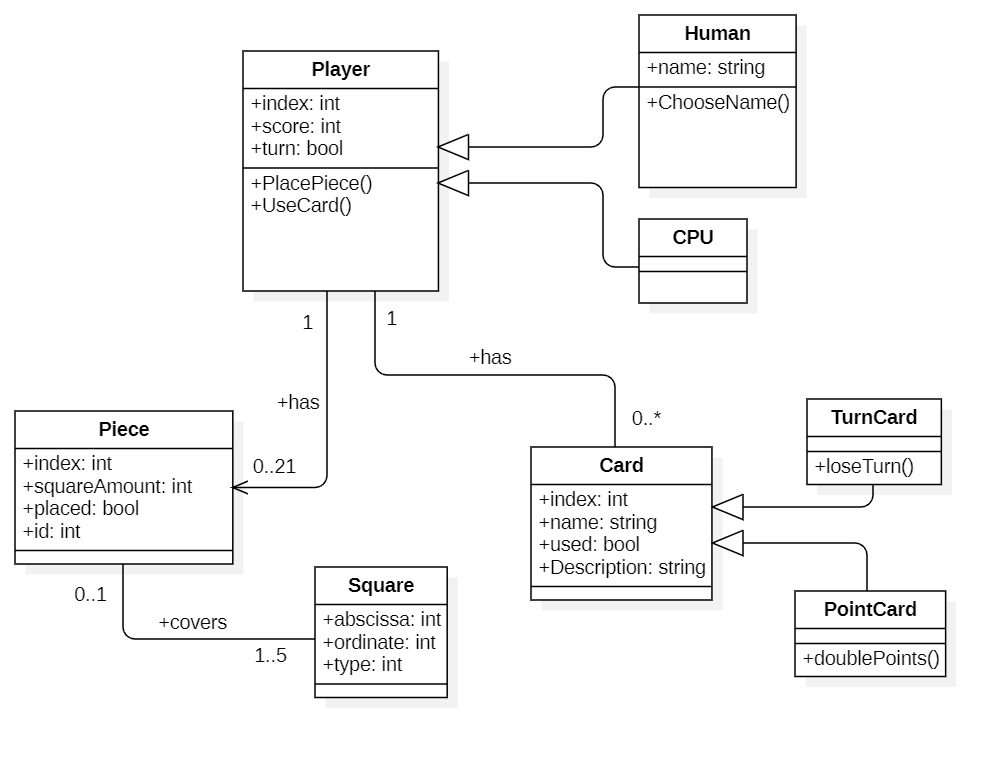 Human
+name: string
+ChooseName()
Player
+index: int
+score: int
+turn: bool
+PlacePiece()
+UseCard()
CPU
1
1
+has
+has
0..*
0..21
Piece
+index: int
+squareAmount: int
+placed: bool
+id: int
TurnCard
+loseTurn()
Card
+index: int
+name: string
+used: bool
+Description: string
0..1
+covers
1..5
Square
+abscissa: int
+ordinate: int
+type: int
PointCard
+doublePoints()